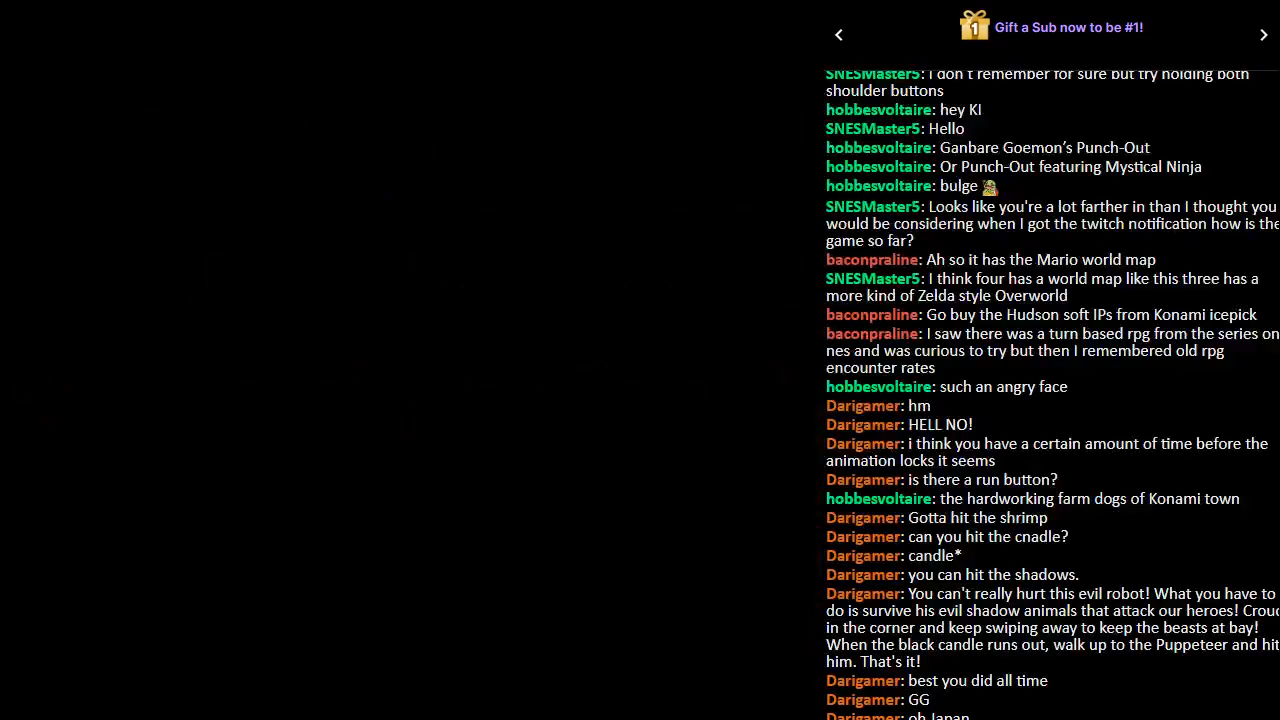 1 Gift a Sub now to be #1!
SNESMaster5: I don't remember for sure but try holding both
shoulder buttons
hobbesvoltaire: hey KI
SNESMaster5: Hello
hobbesvoltaire: Ganbare Goemon’s Punch-Out
hobbesvoltaire: Or Punch-Out featuring Mystical Ninja
hobbesvoltaire: bulge
SNESMaster5: Looks like you're a lot farther in than I thought you
would be considering when I got the twitch notification how is the
game so far?
baconpraline: Ah so it has the Mario world map
SNESMaster5: I think four has a world map like this three has a
more kind of Zelda style Overworld
baconpraline: Go buy the Hudson soft IPs from Konami icepick
baconpraline: I saw there was a turn based rpg from the series on
nes and was curious to try but then I remembered old rpg
encounter rates
hobbesvoltaire: such an angry face
Darigamer: hm
Darigamer: HELL NO!
Darigamer: i think you have a certain amount of time before the
animation locks it seems
Darigamer: is there a run button?
hobbesvoltaire: the hardworking farm dogs of Konami town
Darigamer: Gotta hit the shrimp
Darigamer: can you hit the cnadle?
Darigamer: candle*
Darigamer: you can hit the shadows.
Darigamer: You can't really hurt this evil robot! What you have to
do is survive his evil shadow animals that attack our heroes! Crouc
in the corner and keep swiping away to keep the beasts at bay!
When the black candle runs out, walk up to the Puppeteer and hit
him. That's it!
Darigamer: best you did all time
Darigamer: GG
Darigamer: oh Japan